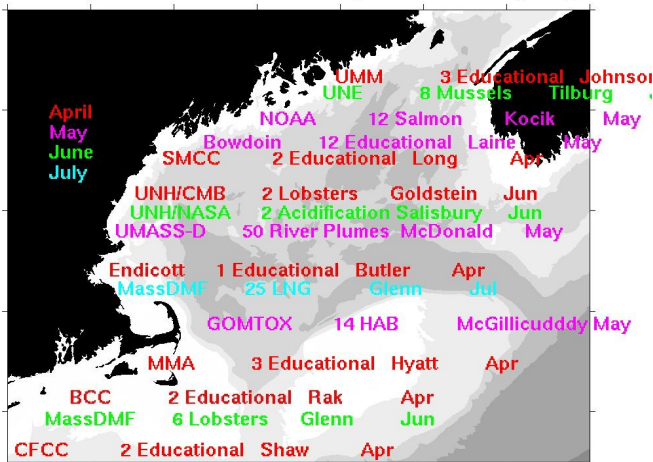 UMM 3 Educational Johnson
UNE 8 Mussels Tilburg
April
May
June
July
NOAA 12 Salmon Kocik May
Bowdoin 12 Educational Laine May
SMCC 2 Educational Long Apr
UNH/CMB 2 Lobsters Goldstein Jun
UNH/NASA 2 Acidification Salisbury Jun
UMASS-D 50 River Plumes McDonald May
Endicott 1 Educational Butler Apr
MassDMF 25 LNG Glenn Jul
GOMTOX 14 HAB McGillicudddy May
MMA 3 Educational Hyatt Apr
BCC 2 Educational Rak Apr
MassDMF 6 Lobsters Glenn Jun
CFCC 2 Educational Shaw Apr